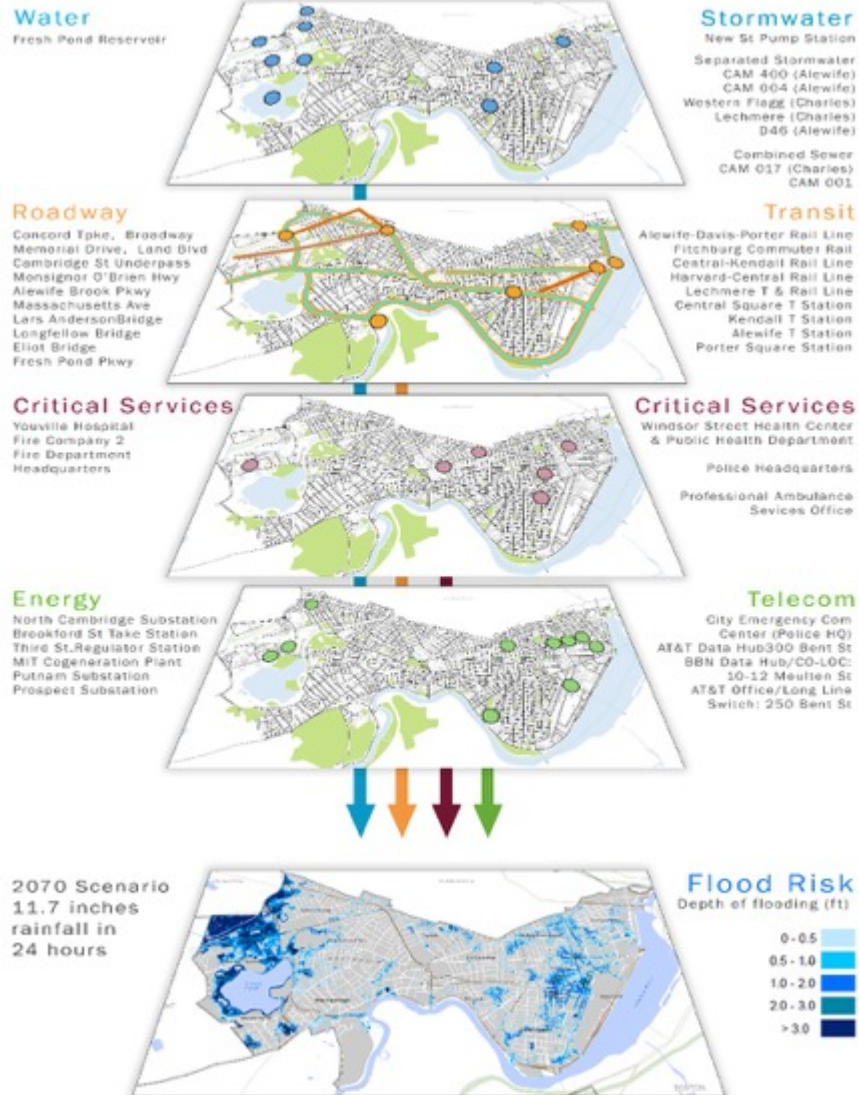 Water
Fresh Pond Reservoir
Stormwater
New St Pump Station
Separated Stormwater
CAM 400 (Alewife)
CAM 004 (Alewife)
Western Flagg (Charles)
Lechmere (Charles)
D46 (Alewife)
Combined Sewer
CAM 017 (Charles)
CAM 001
Roadway
Concord Tpke, Broadway
Memorial Drive, Land Blvd
Cambridge St Underpass
Monsignor O'Brien Hwy
Alewife Brook Pkwy
Massachusetts Ave
Lars AndersonBridge
Longfellow Bridge
Eliot Bridge
Fresh Pond Pkwy
Transit
Alewife-Davis-Porter Rail Line
Fitchburg Commuter Rail
Central-Kendall Rail Line
Harvard-Central Rail Line
Lechmere T & Rail Line
Central Square T Station
Kendall T Station
Alewife T Station
Porter Square Station
Critical Services
Youville Hospital
Fire Company 2
Fire Department
Headquarters
Critical Services
Windsor Street Health Center
& Public Health Department
Police Headquarters
Professional Ambulance
Sevices Office
Energy
North Cambridge Substation
Brookford St Take Station
Third St.Regulator Station
MIT Cogeneration Plant
Putnam Substation
Prospect Substation
Telecom
City Emergency Com
Center (Police HQ)
AT&T Data Hub300 Bent St
BBN Data Hub/CO-LOC:
10-12 Meulten St
AT&T Office/Long Line
Switch: 250 Bent St
2070 Scenario
11.7 inches
rainfall in
24 hours
Flood Risk
Depth of flooding (ft)
0 - 0.5
0.5 - 1.0
1.0 - 2.0
2.0 - 3.0
> 3.0
BOSTON